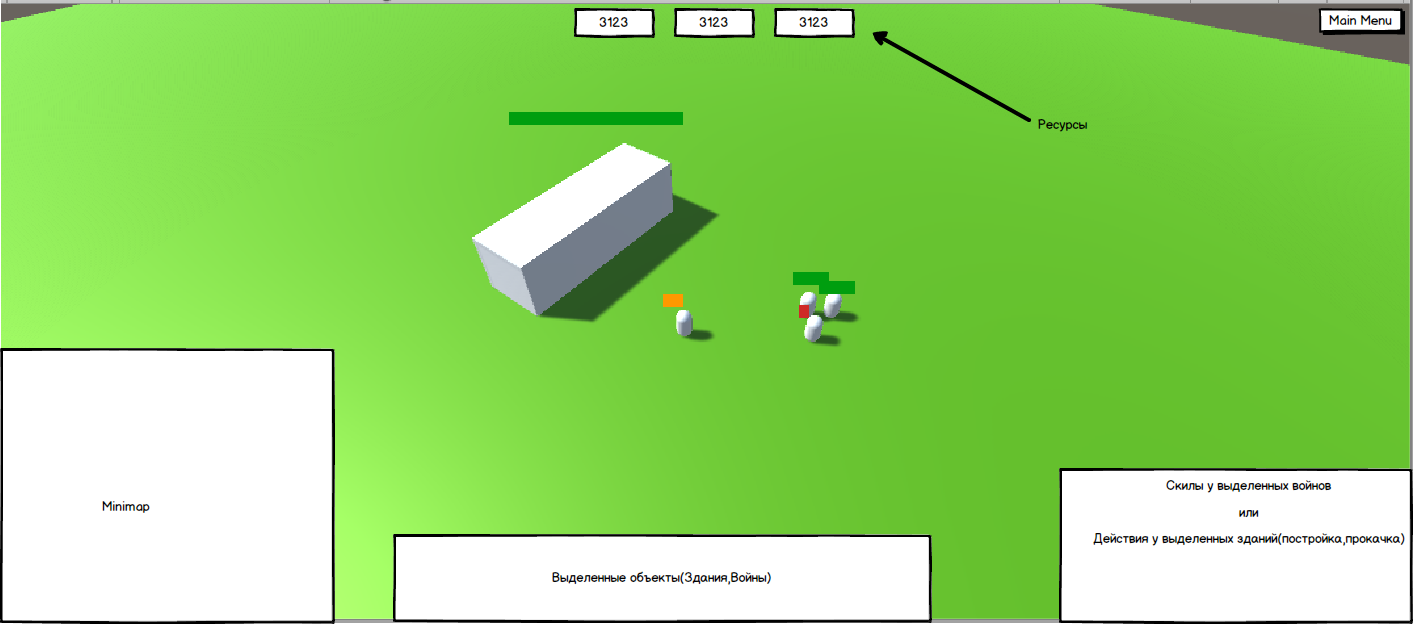 3123
3123
3123
Main Menu
Ресурсы
Minimap
Выделенные объекты(Здания,Войны)
Скилы у выделенных войнов
или
Действия у выделенных зданий(постройка,прокачка)